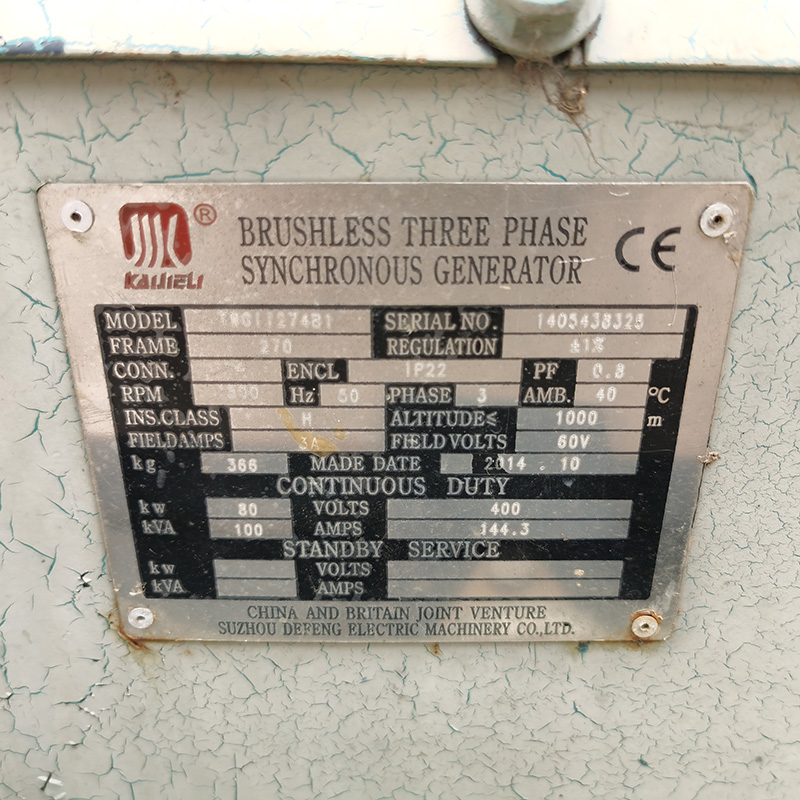 ®
KAIJIELI
BRUSHLESS THREE PHASE
SYNCHRONOUS GENERATOR
CE
MODEL SERIAL NO. 1405438325
FRAME 270 REGULATION ±1%
CONN. ENCL IP22 PF 0.8
RPM Hz 50 PHASE 3 AMB. 40 °C
INS.CLASS H ALTITUDE≤ 1000 m
FIELDAMPS 3A FIELDVOLTS 60V
kg 366 MADE DATE 2014 . 10
CONTINUOUS DUTY
kw 80 VOLTS 400
kVA 100 AMPS 144.3
STANDBY SERVICE
kw VOLTS
kVA AMPS
CHINA AND BRITAIN JOINT VENTURE
SUZHOU DEFENG ELECTRIC MACHINERY CO.,LTD.